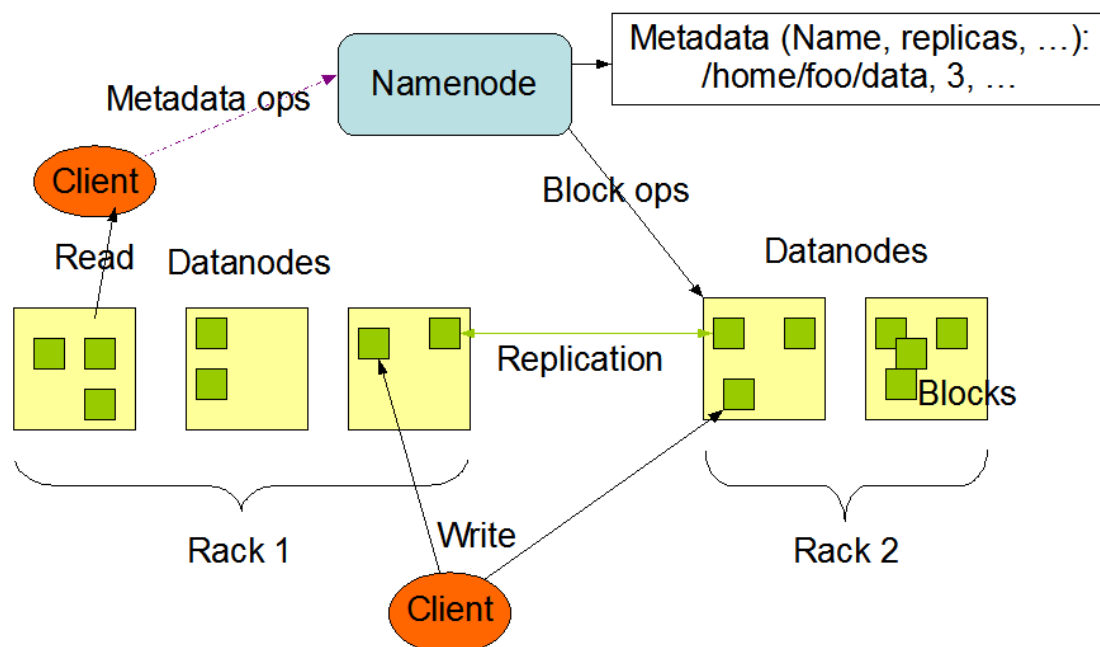 Metadata (Name, replicas, …):
/home/foo/data, 3, …
Namenode
Metadata ops
Client
Block ops
Read
Datanodes
Datanodes
Replication
Blocks
Rack 1
Write
Rack 2
Client